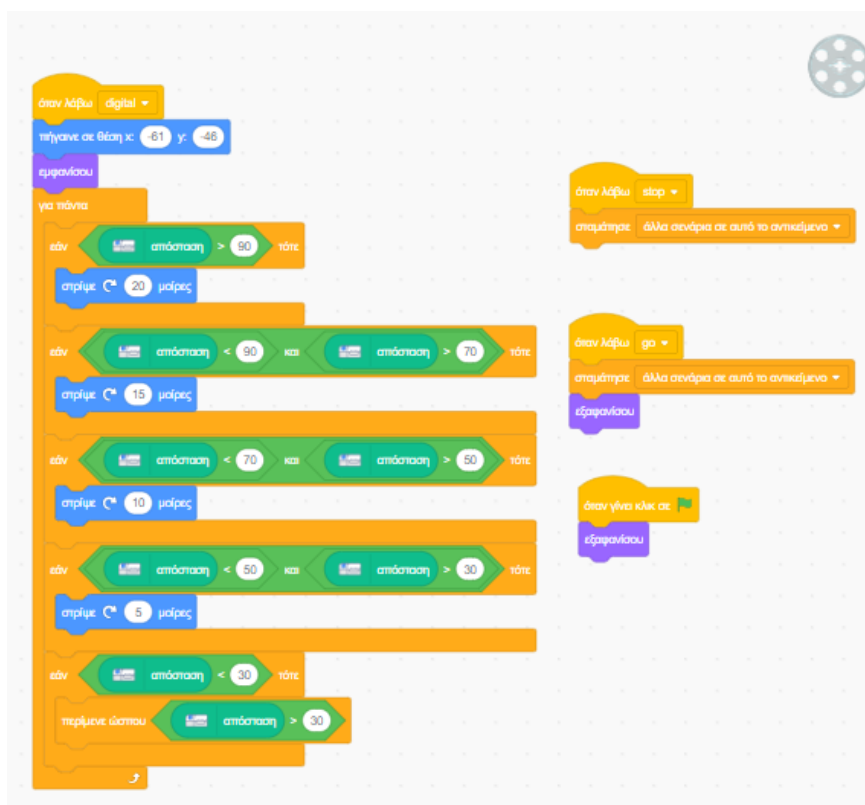 όταν λάβω digital
πήγαινε σε θέση x: -61 y: -46
εμφανίσου
για πάντα
εάν απόσταση > 90 τότε
στρίψε 20 μοίρες
εάν απόσταση < 90 και απόσταση > 70 τότε
στρίψε 15 μοίρες
εάν απόσταση < 70 και απόσταση > 50 τότε
στρίψε 10 μοίρες
εάν απόσταση < 50 και απόσταση > 30 τότε
στρίψε 5 μοίρες
εάν απόσταση < 30 τότε
περίμενε ώσπου απόσταση > 30
όταν λάβω stop
σταμάτησε άλλα σενάρια σε αυτό το αντικείμενο
όταν λάβω go
σταμάτησε άλλα σενάρια σε αυτό το αντικείμενο
εξαφανίσου
όταν γίνει κλικ σε
εξαφανίσου